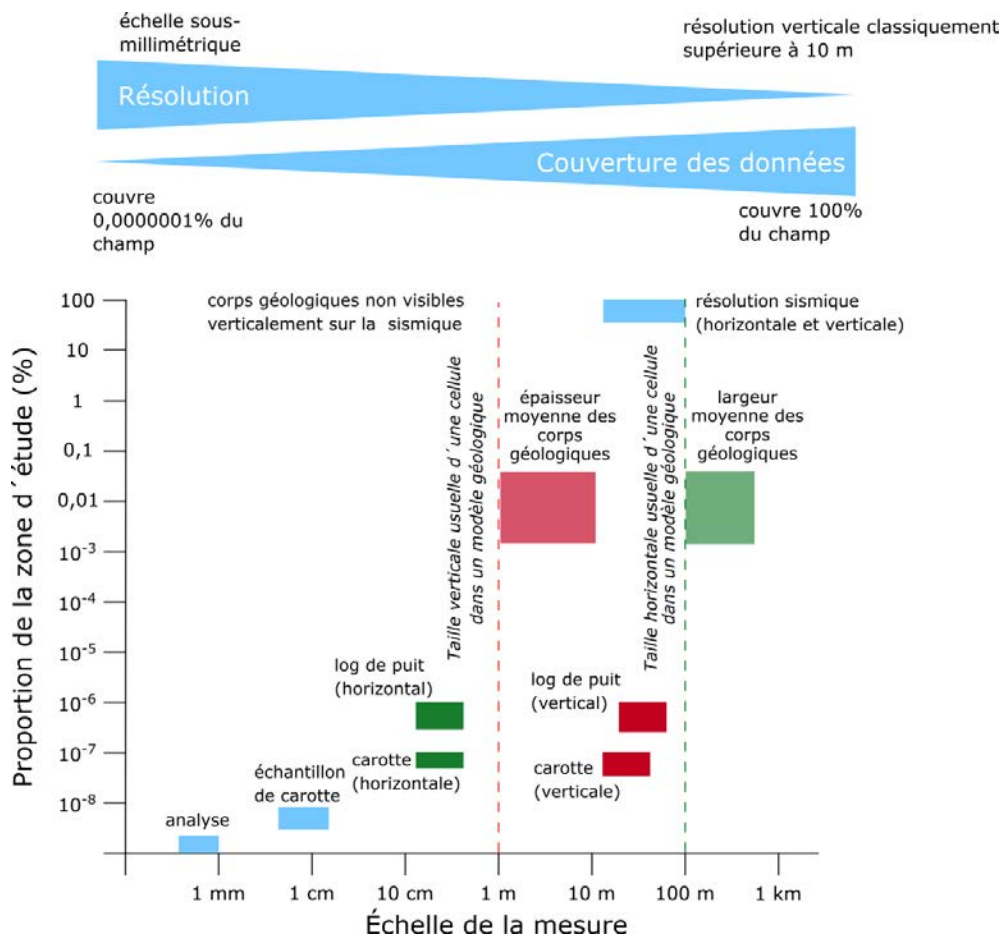 échelle sous-
millimétrique
résolution verticale classiquement
supérieure à 10 m
Résolution
Couverture des données
couvre
0,0000001% du
champ
couvre 100%
du champ
Proportion de la zone d´étude (%)
100
10
1
0,1
0,01
10-3
10-4
10-5
10-6
10-7
10-8
corps géologiques non visibles
verticalement sur la sismique
résolution sismique
(horizontale et verticale)
Taille verticale usuelle d´une cellule
dans un modèle géologique
épaisseur
moyenne des
corps
géologiques
Taille horizontale usuelle d´une cellule
dans un modèle géologique
largeur
moyenne des
corps
géologiques
log de puit
(horizontal)
log de puit
(vertical)
carotte
(horizontale)
carotte
(verticale)
échantillon
de carotte
analyse
1 mm
1 cm
10 cm
1 m
10 m
100 m
1 km
Échelle de la mesure